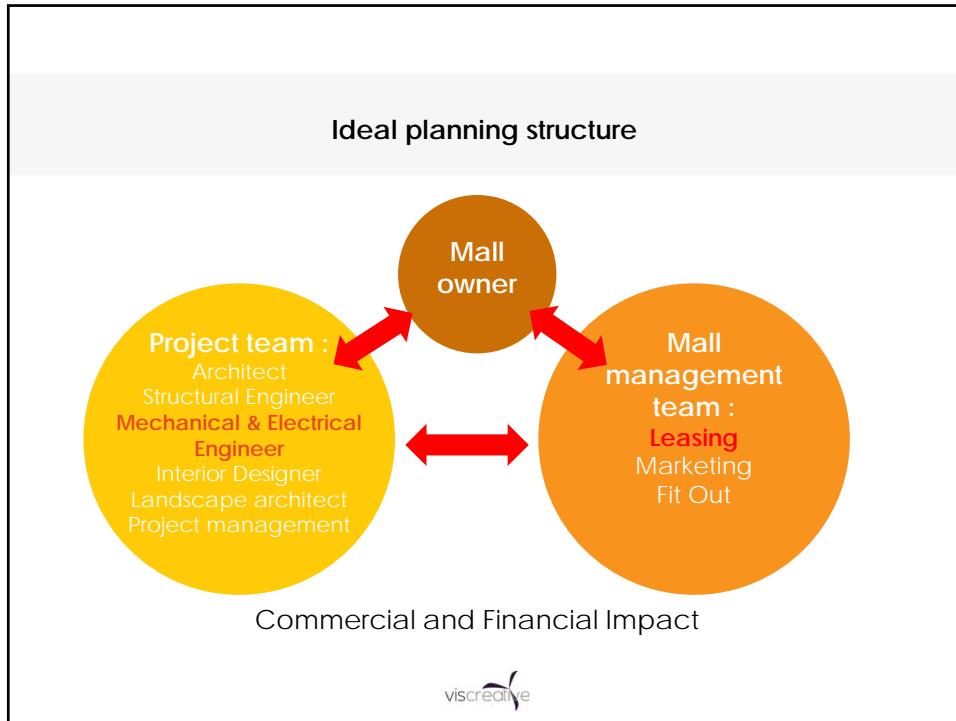 Ideal planning structure
Mall
owner
Project team :
Architect
Structural Engineer
Mechanical & Electrical
Engineer
Interior Designer
Landscape architect
Project management
Mall
management
team :
Leasing
Marketing
Fit Out
Commercial and Financial Impact
viscreative